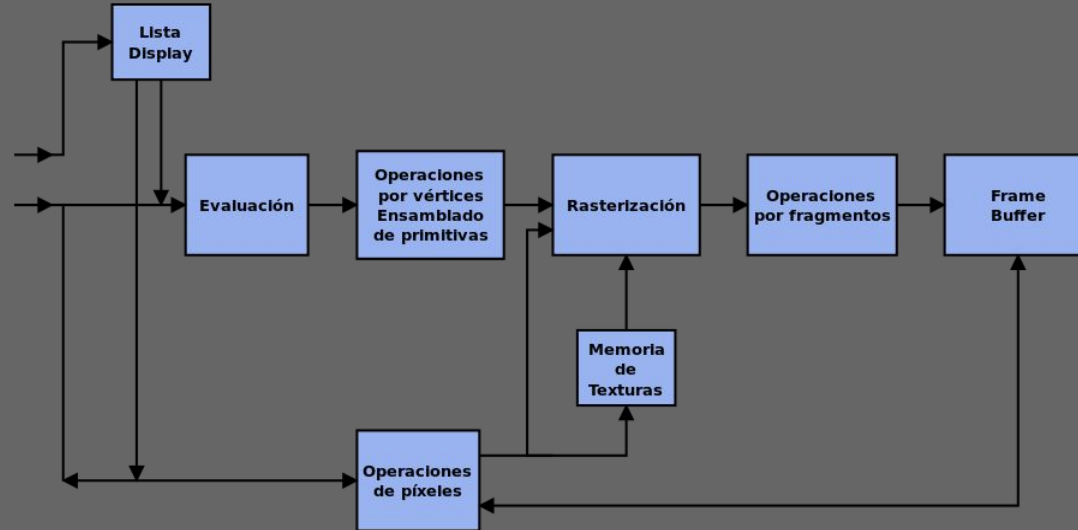 Lista
Display
Evaluación
Operaciones
por vértices
Ensamblado
de primitivas
Rasterización
Operaciones
por fragmentos
Frame
Buffer
Memoria
de
Texturas
Operaciones
de píxeles